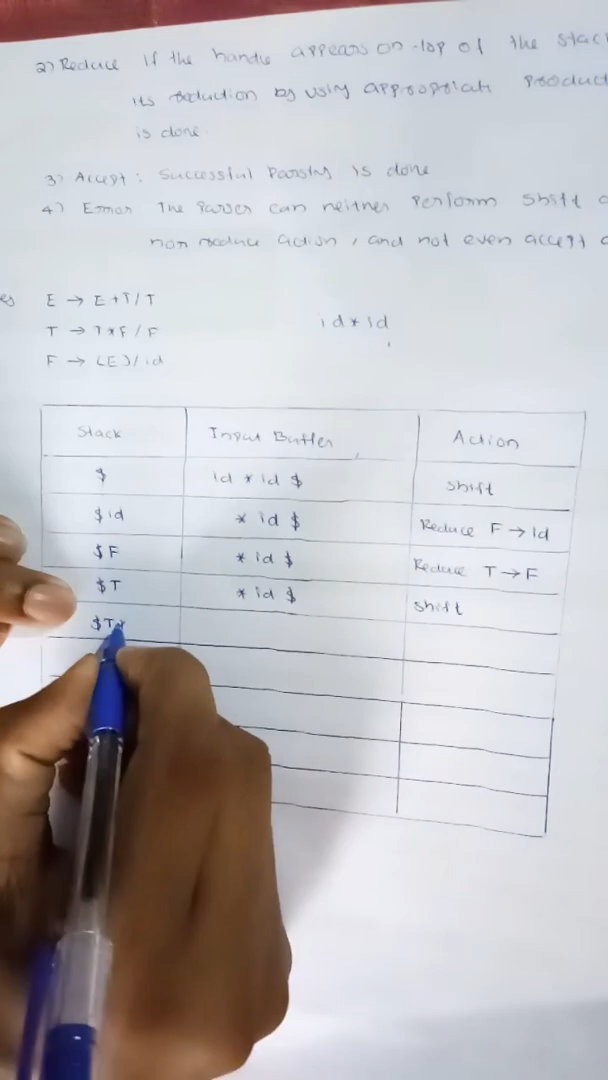 2) Reduce if the handle appears on top of the stac
its reduction by using appropriate produc
is done
3) Accept : Successful Parsing is done
4) Error The Parser can neither perform shift
non reduce action, and not even accept
E → E+T/T
T → T*F/F
F → (E)/id
id*id
Stack Input Buffer Action
$ id * id $ shift
$id * id $ Reduce F→Id
$F * id $ Reduce T→F
$T * id $ shift
$T*